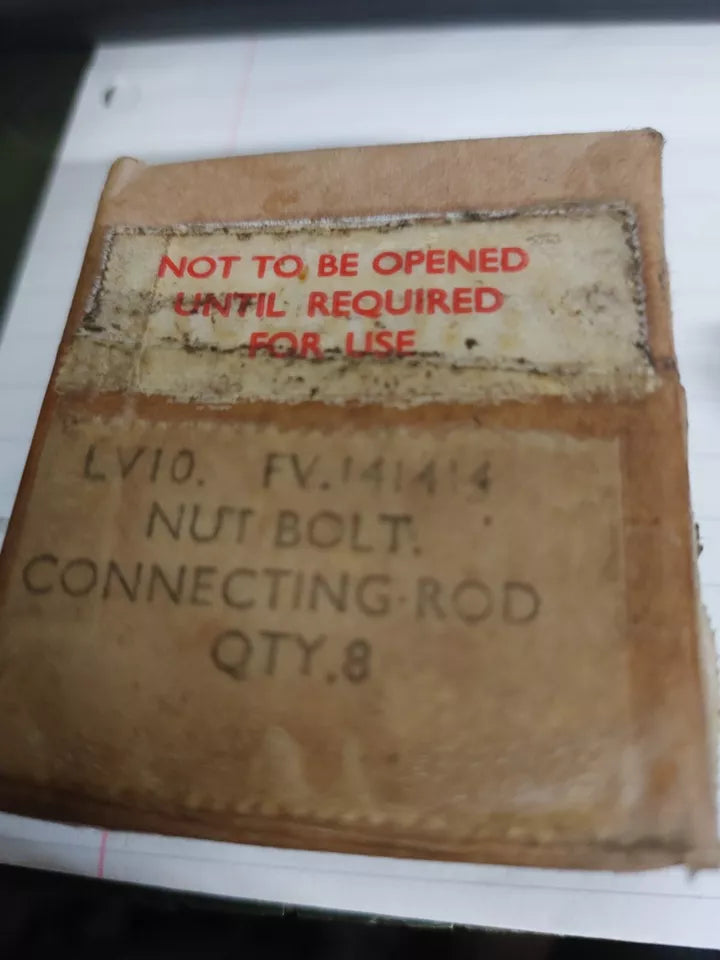 NOT TO BE OPENED
UNTIL REQUIRED
FOR USE
LV10. FV.141414
NUT BOLT.
CONNECTING-ROD
QTY.8